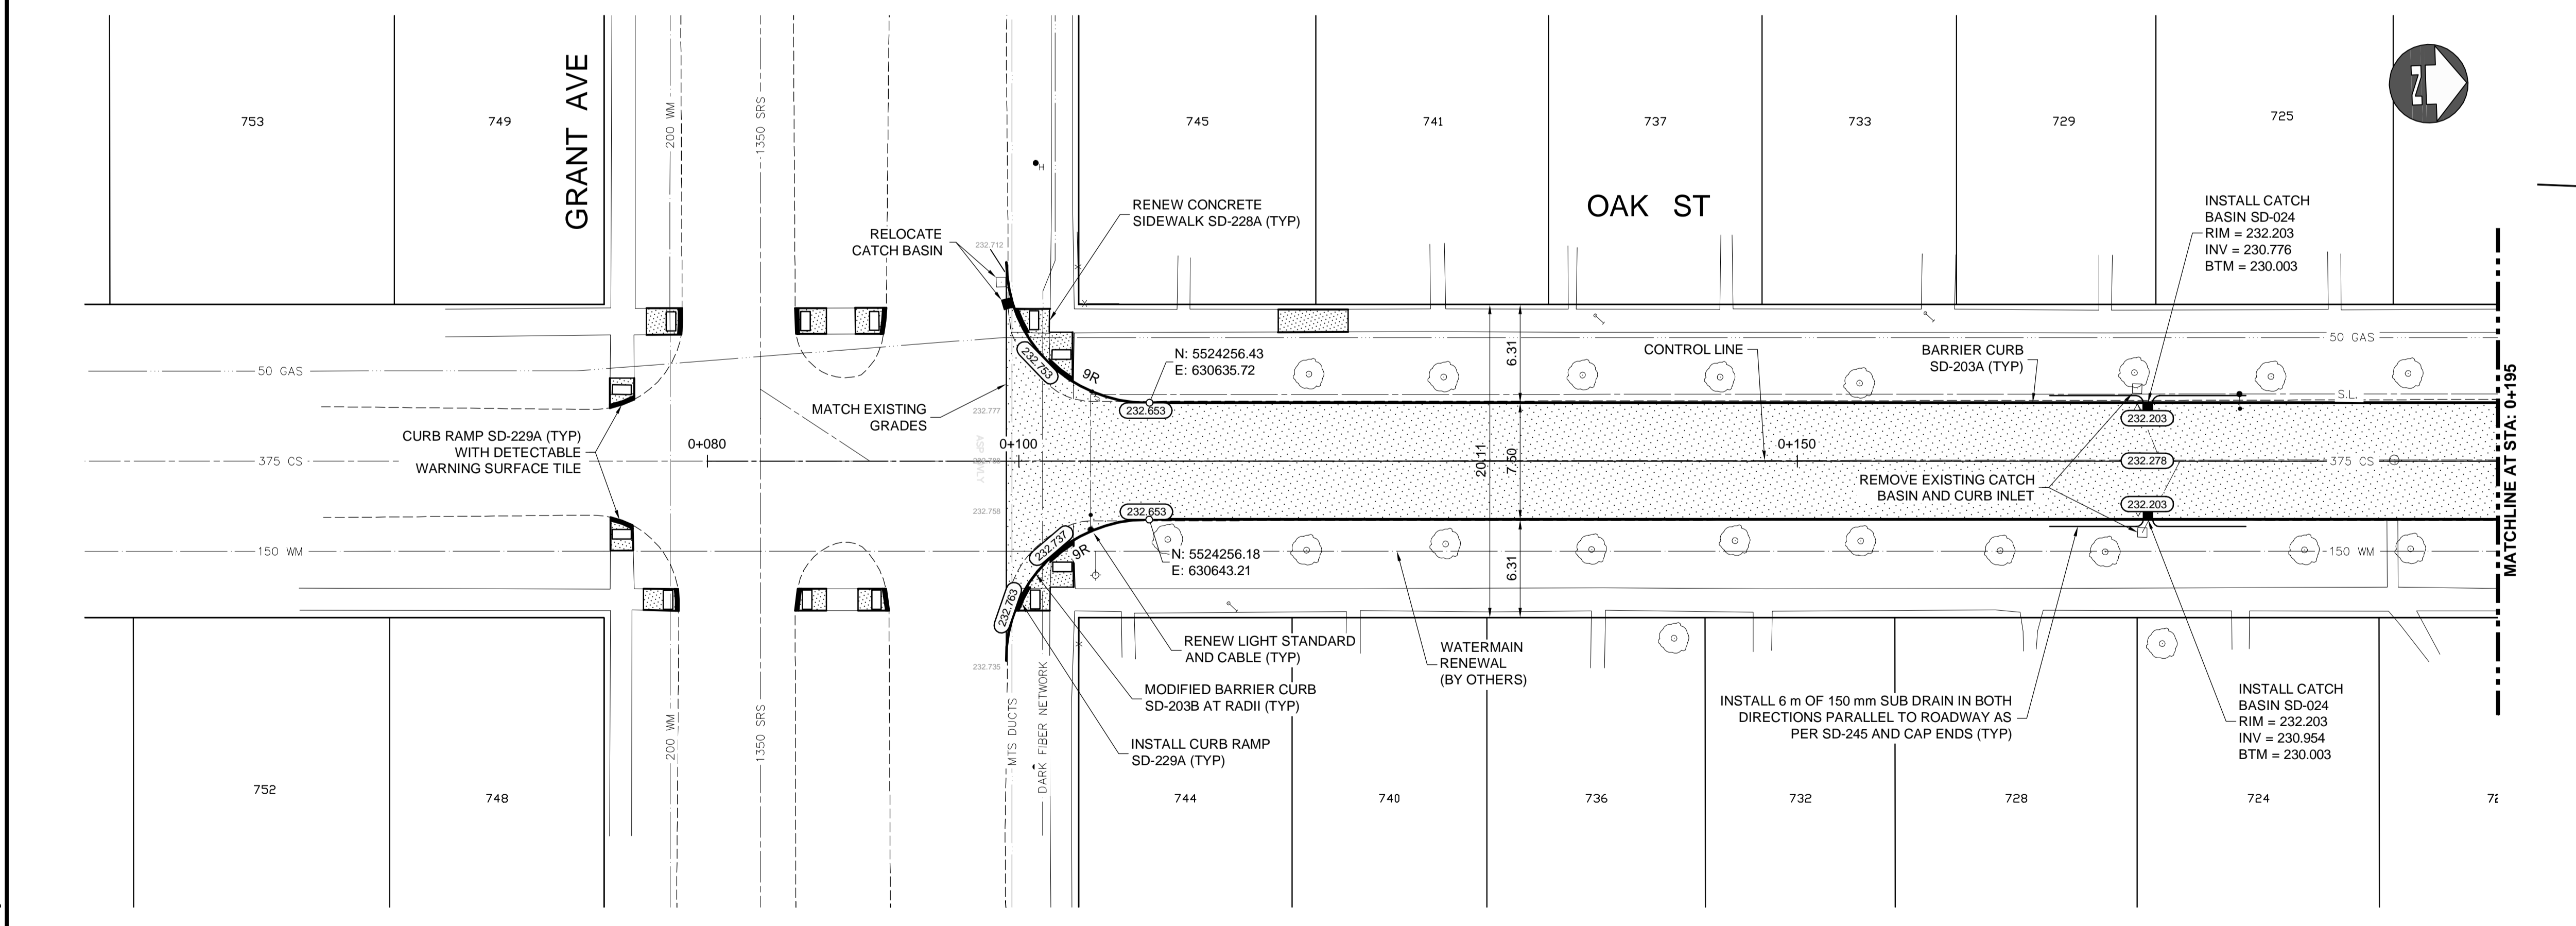 753
749
GRANT AVE
200 WM
1350 SRS
745
741
737
733
729
725
N
OAK ST
H
232.712
RELOCATE
CATCH BASIN
RENEW CONCRETE
SIDEWALK SD-228A (TYP)
INSTALL CATCH
BASIN SD-024
RIM = 232.203
INV = 230.776
BTM = 230.003
50 GAS
50 GAS
232.753
9R
N: 5524256.43
E: 630635.72
232.653
6.31
CONTROL LINE
BARRIER CURB
SD-203A (TYP)
S.L.
MATCH EXISTING
GRADES
232.777
CURB RAMP SD-229A (TYP)
WITH DETECTABLE
WARNING SURFACE TILE
375 CS
0+080
0+100
0+150
20.11
7.50
232.203
232.278
232.203
375 CS
REMOVE EXISTING CATCH
BASIN AND CURB INLET
MATCHLINE AT STA: 0+195
232.758
232.653
232.737
9R
N: 5524256.18
E: 630643.21
6.31
150 WM
150 WM
232.763
232.735
RENEW LIGHT STANDARD
AND CABLE (TYP)
MODIFIED BARRIER CURB
SD-203B AT RADII (TYP)
INSTALL CURB RAMP
SD-229A (TYP)
WATERMAIN
RENEWAL
(BY OTHERS)
INSTALL 6 m OF 150 mm SUB DRAIN IN BOTH
DIRECTIONS PARALLEL TO ROADWAY AS
PER SD-245 AND CAP ENDS (TYP)
INSTALL CATCH
BASIN SD-024
RIM = 232.203
INV = 230.954
BTM = 230.003
200 WM
1350 SRS
MTS DUCTS
DARK FIBER NETWORK
752
748
744
740
736
732
728
724